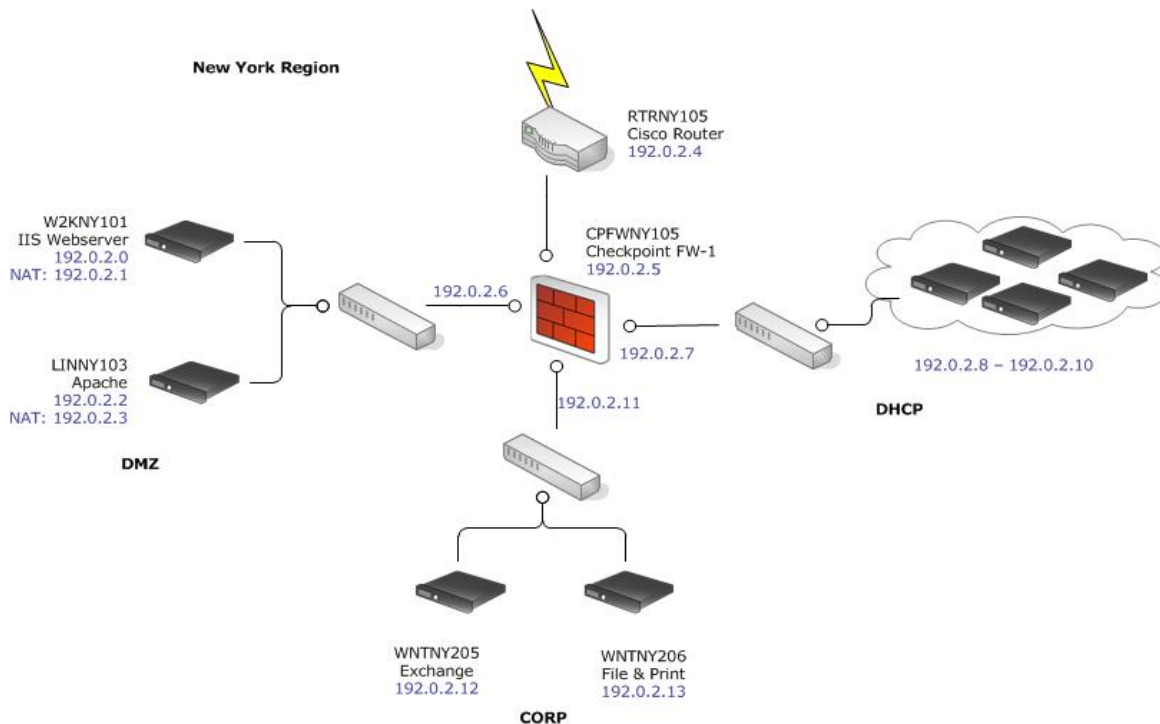 New York Region
RTRNY105
Cisco Router
192.0.2.4
W2KNY101
IIS Webserver
192.0.2.0
NAT: 192.0.2.1
CPFWNY105
Checkpoint FW-1
192.0.2.5
192.0.2.6
192.0.2.7
192.0.2.8 – 192.0.2.10
DHCP
LINNY103
Apache
192.0.2.2
NAT: 192.0.2.3
DMZ
192.0.2.11
WNTNY205
Exchange
192.0.2.12
WNTNY206
File & Print
192.0.2.13
CORP